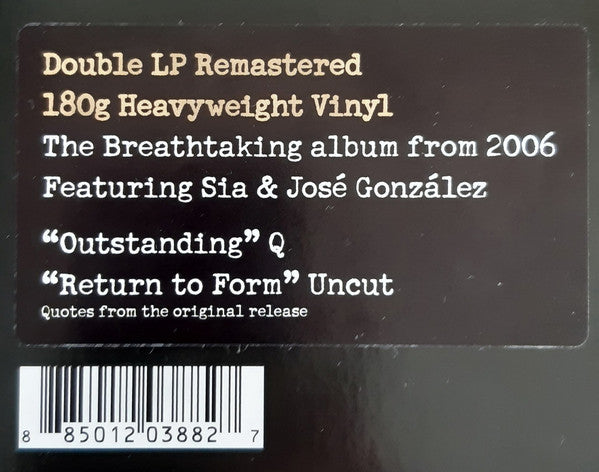 Double LP Remastered
180g Heavyweight Vinyl
The Breathtaking album from 2006
Featuring Sia & José González
“Outstanding” Q
“Return to Form” Uncut
Quotes from the original release
8 85012 03882 7